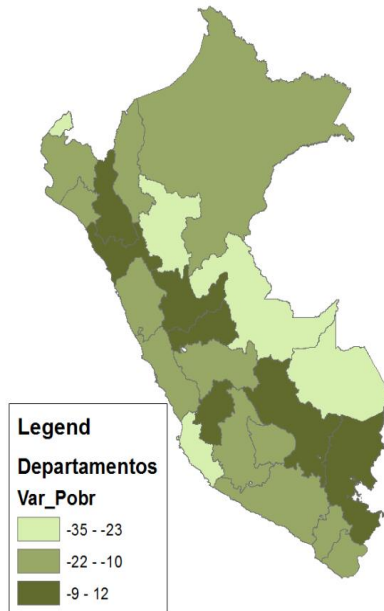 Legend
Departamentos
Var_Pobr
-35 - -23
-22 - -10
-9 - 12